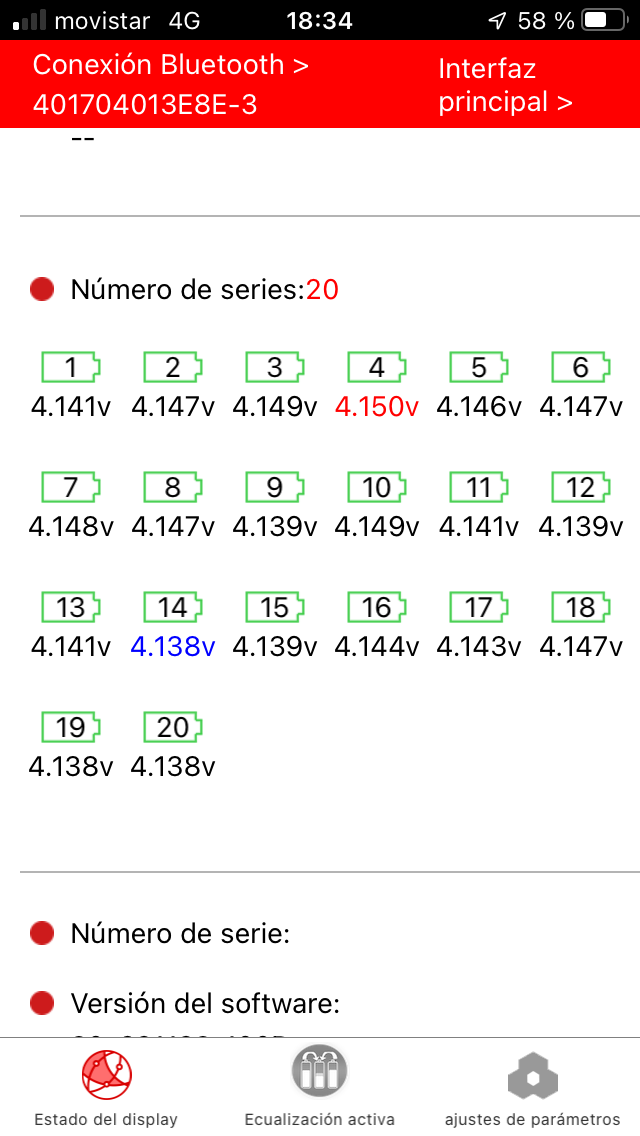 movistar 4G 18:34 58 %
Conexión Bluetooth > Interfaz
401704013E8E-3 principal >
--
Número de series:20
1 2 3 4 5 6
4.141v 4.147v 4.149v 4.150v 4.146v 4.147v
7 8 9 10 11 12
4.148v 4.147v 4.139v 4.149v 4.141v 4.139v
13 14 15 16 17 18
4.141v 4.138v 4.139v 4.144v 4.143v 4.147v
19 20
4.138v 4.138v
Número de serie:
Versión del software:
Estado del display Ecualización activa ajustes de parámetros